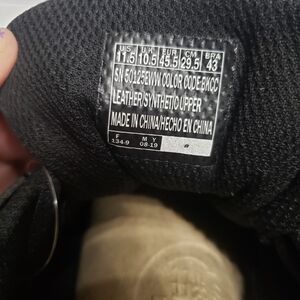 US UK EUR CM BRA
11.5 10.5 45.5 29.5 43
SN 50125EWW COLOR CODE:BKCC
LEATHER/SYNTHETIC UPPER
MADE IN CHINA/HECHO EN CHINA
F M Y
134-9 08-19